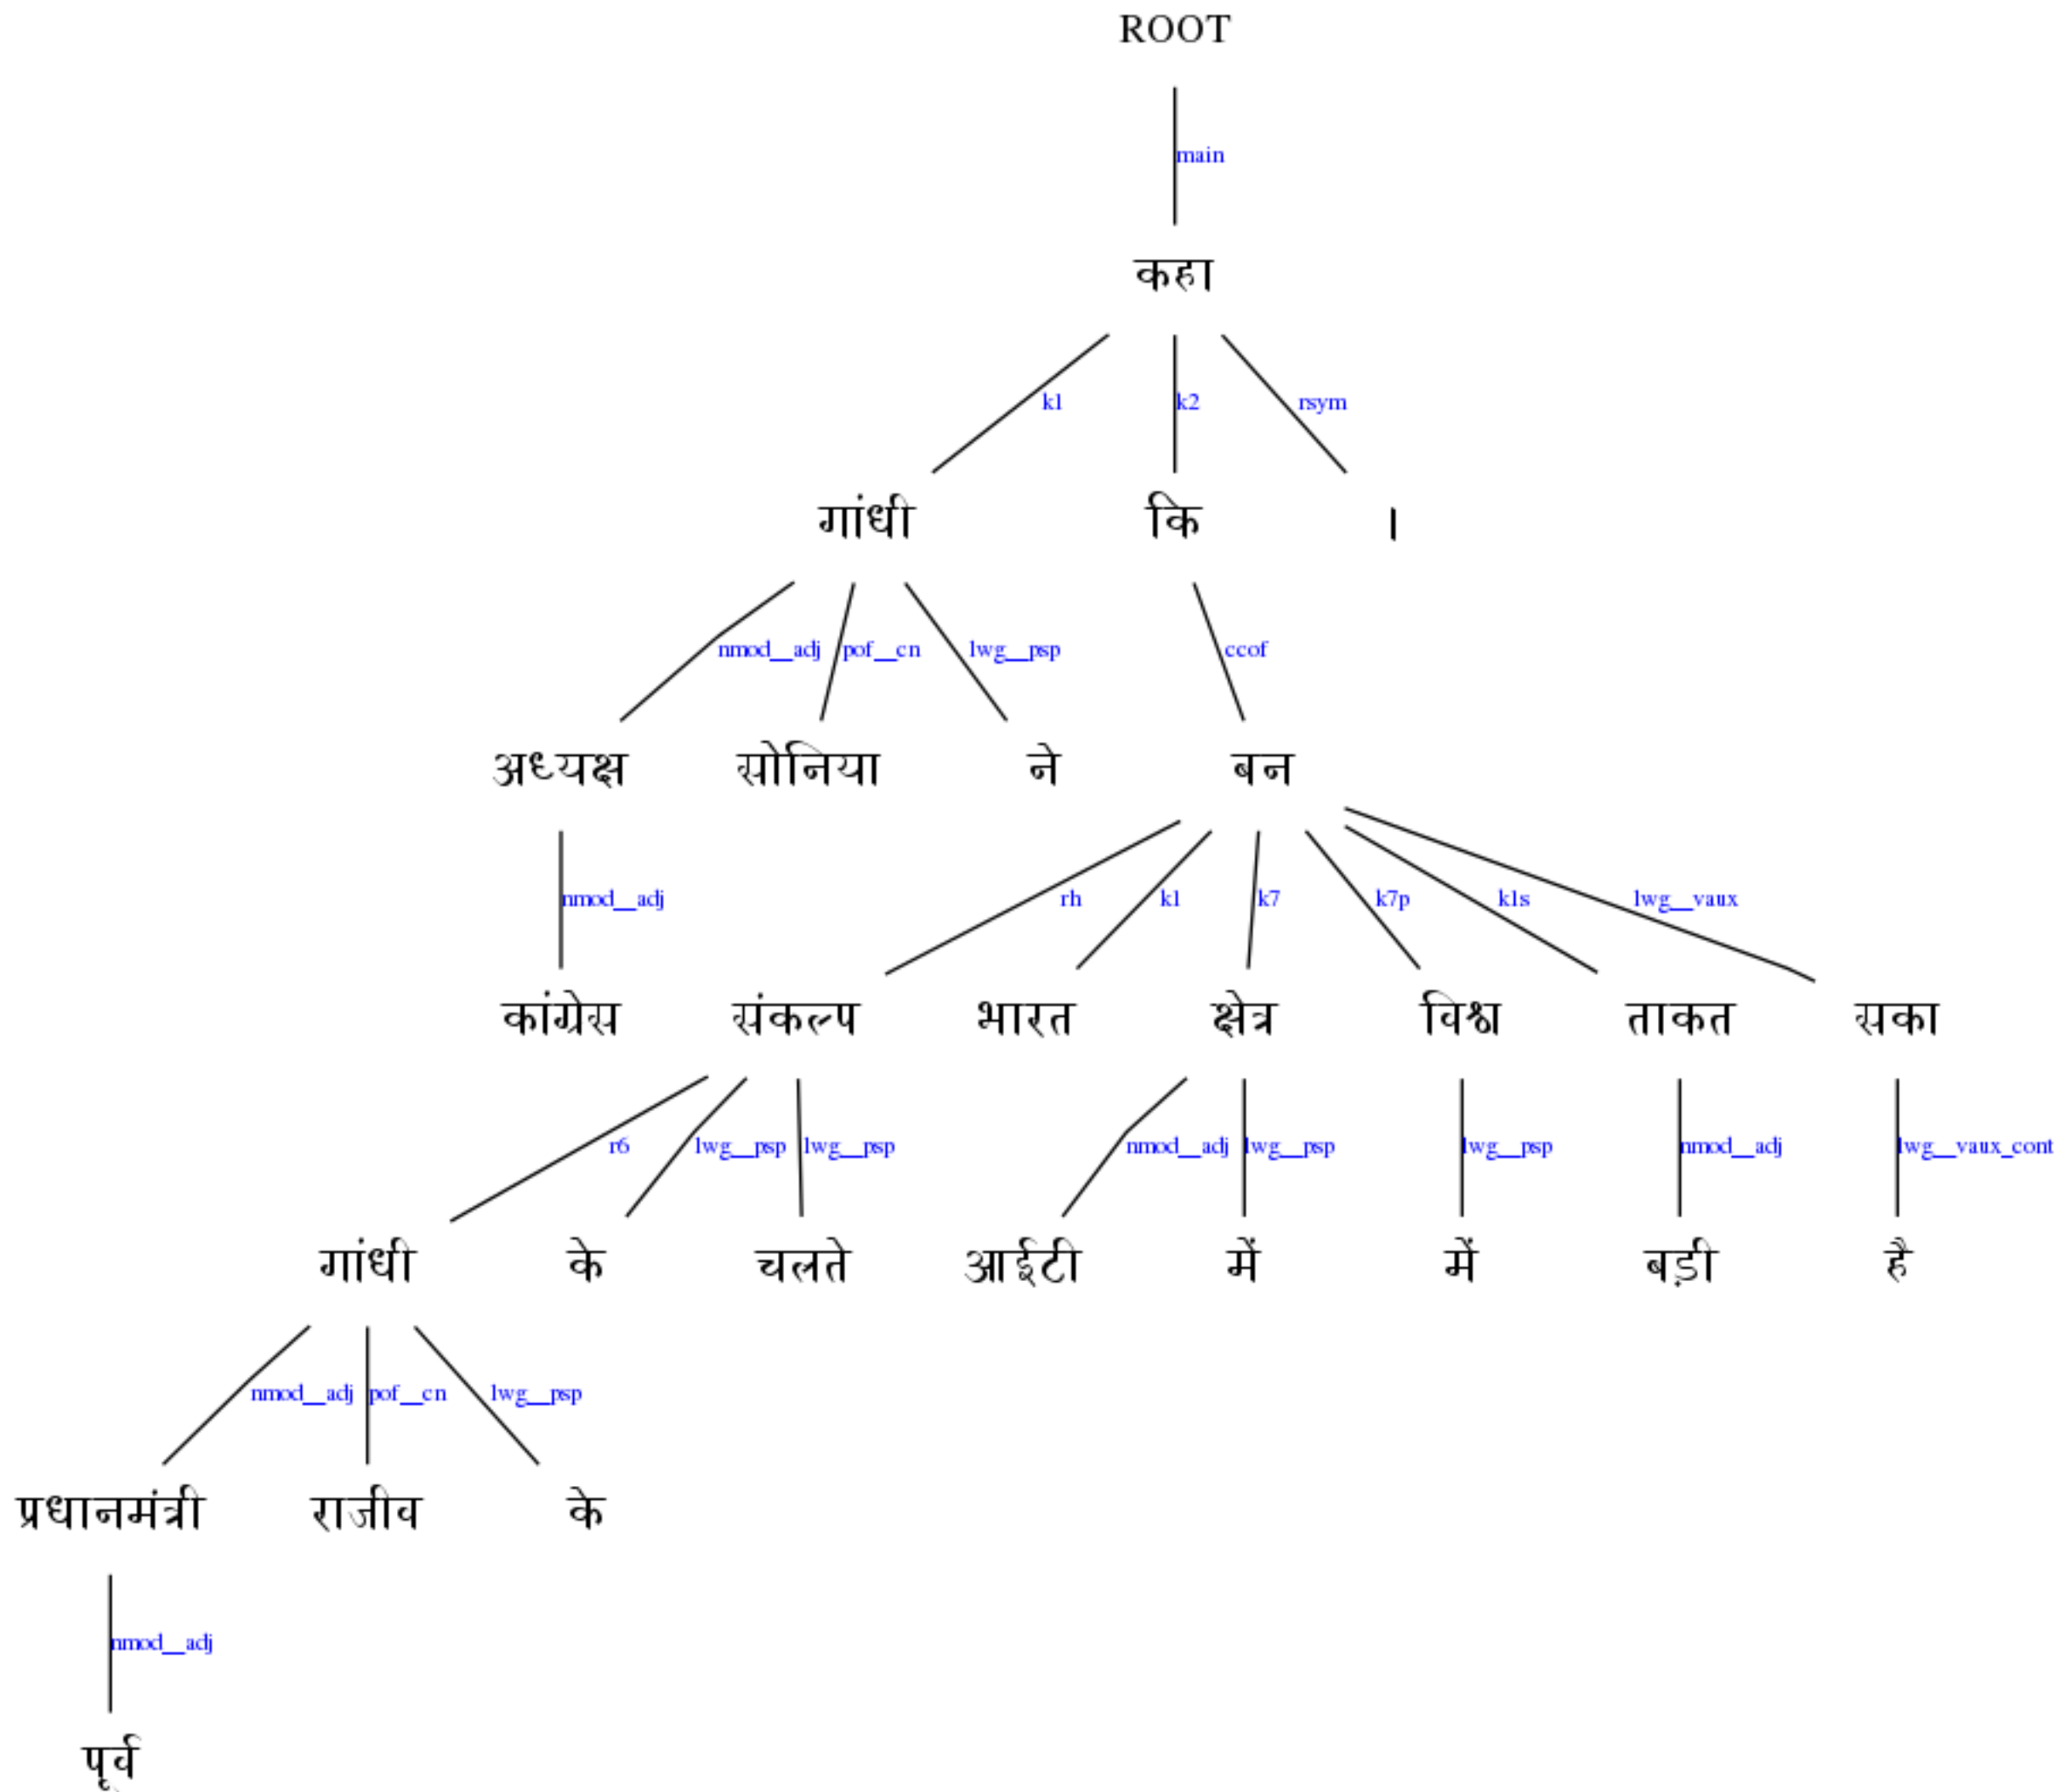 ROOT
main
कहा
k1 k2 rsym
गांधी कि ।
nmod__adj pof__cn lwg__psp ccof
अध्यक्ष सोनिया ने बन
nmod__adj rh k1 k7 k7p k1s lwg__vaux
कांग्रेस संकल्प भारत क्षेत्र विश्व ताकत सका
r6 lwg__psp lwg__psp nmod__adj lwg__psp lwg__psp nmod__adj lwg__vaux_cont
गांधी के चलते आईटी में में बड़ी है
nmod__adj pof__cn lwg__psp
प्रधानमंत्री राजीव के
nmod__adj
पूर्व